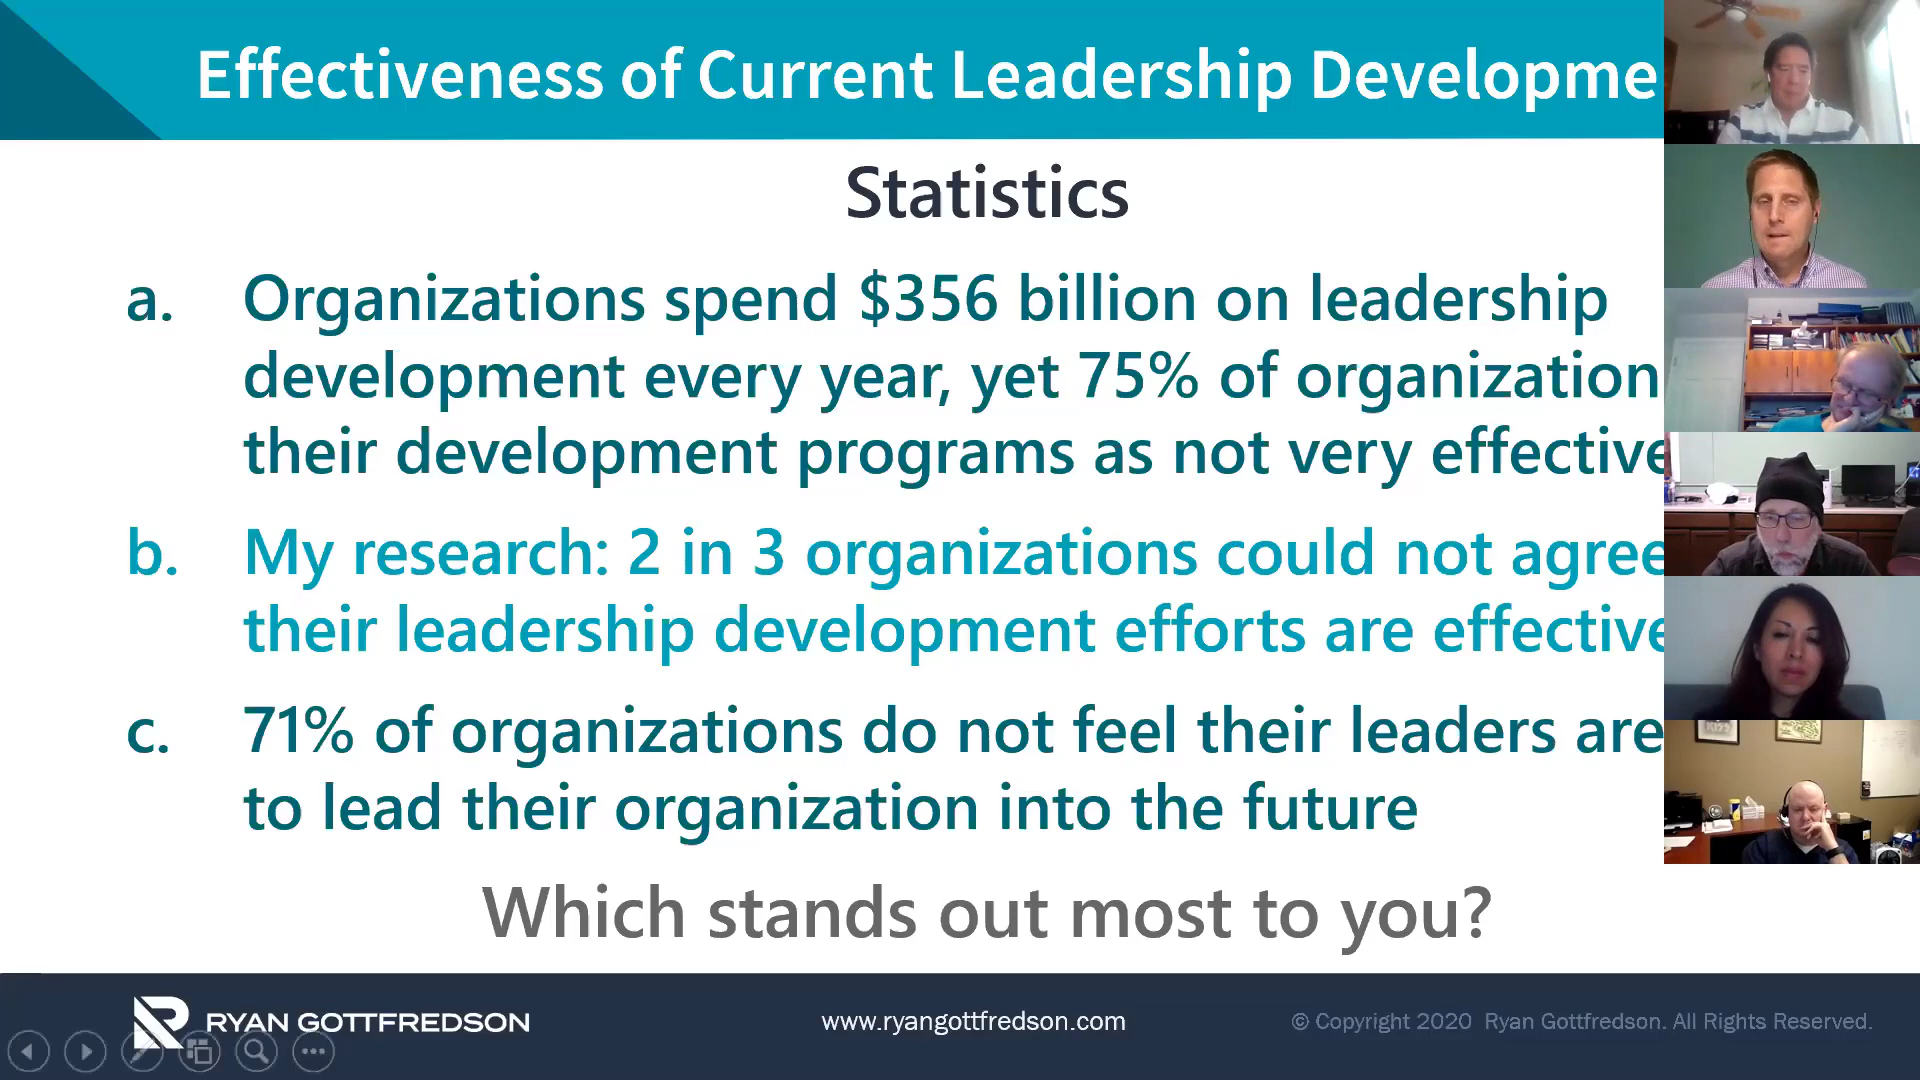 Effectiveness of Current Leadership Developme
Statistics
a. Organizations spend $356 billion on leadership
development every year, yet 75% of organization
their development programs as not very effective
b. My research: 2 in 3 organizations could not agree
their leadership development efforts are effective
c. 71% of organizations do not feel their leaders are
to lead their organization into the future
Which stands out most to you?
RYAN GOTTFREDSON
www.ryangottfredson.com
© Copyright 2020 Ryan Gottfredson. All Rights Reserved.